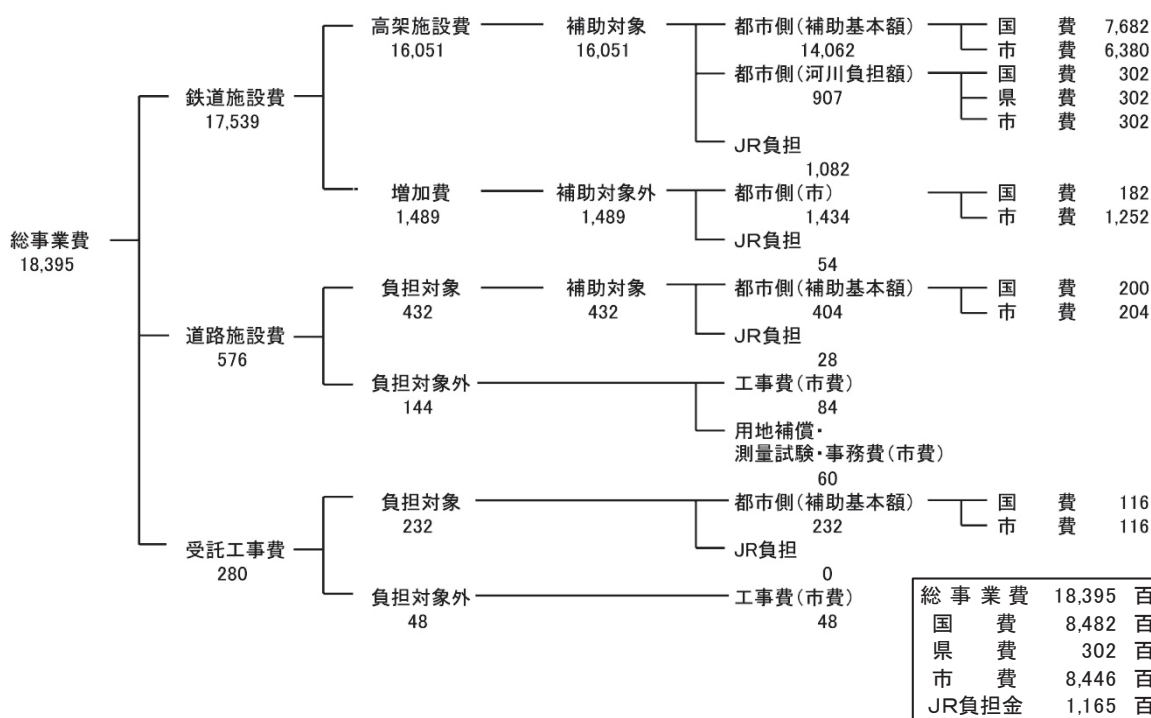 高架施設費 補助対象 都市側(補助基本額) 国 費 7,682
16,051 16,051 14,062 市 費 6,380
都市側(河川負担額) 国 費 302
鉄道施設費 907 県 費 302
17,539 市 費 302
JR負担
1,082
増加費 補助対象外 都市側(市) 国 費 182
1,489 1,489 1,434 市 費 1,252
総事業費 JR負担
18,395 54
負担対象 補助対象 都市側(補助基本額) 国 費 200
432 432 404 市 費 204
道路施設費 JR負担
576 28
負担対象外 工事費(市費)
144 84
用地補償・
測量試験・事務費(市費)
60
負担対象 都市側(補助基本額) 国 費 116
232 232 市 費 116
受託工事費 JR負担
280 0
負担対象外 工事費(市費)
48 48
総事業費 18,395 百
国 費 8,482 百
県 費 302 百
市 費 8,446 百
JR負担金 1,165 百